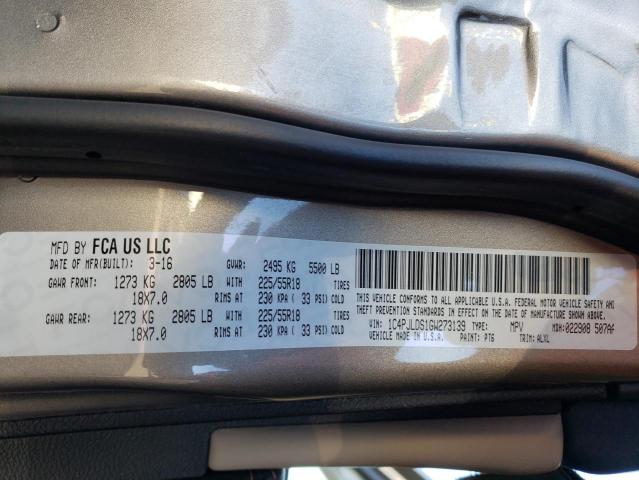 MFD BY FCA US LLC
DATE OF MFR(BUILT): 3-16 GVWR: 2495 KG 5500 LB
GAWR FRONT: 1273 KG 2805 LB WITH 225/55R18 TIRES
18X7.0 RIMS AT 230 KPA ( 33 PSI) COLD
GAWR REAR: 1273 KG 2805 LB WITH 225/55R18 TIRES
18X7.0 RIMS AT 230 KPA ( 33 PSI) COLD
THIS VEHICLE CONFORMS TO ALL APPLICABLE U.S.A. FEDERAL MOTOR VEHICLE SAFETY AND
THEFT PREVENTION STANDARDS IN EFFECT ON THE DATE OF MANUFACTURE SHOWN ABOVE.
VIN: 1C4PJLDS1GW273139 TYPE: MPV MDH: 022908 507AF
VEHICLE MADE IN U.S.A. PAINT: PTG TRIM: ALXL